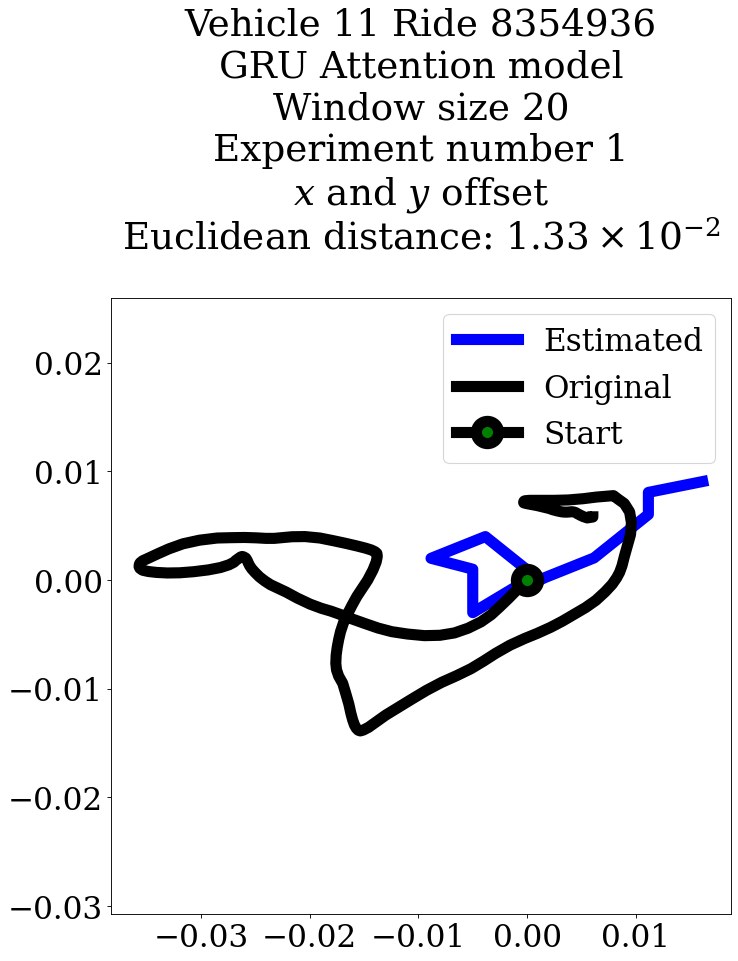 Vehicle 11 Ride 8354936
GRU Attention model
Window size 20
Experiment number 1
x and y offset
Euclidean distance: 1.33 × 10⁻²
Estimated
Original
Start
0.02
0.01
0.00
−0.01
−0.02
−0.03
−0.03 −0.02 −0.01 0.00 0.01